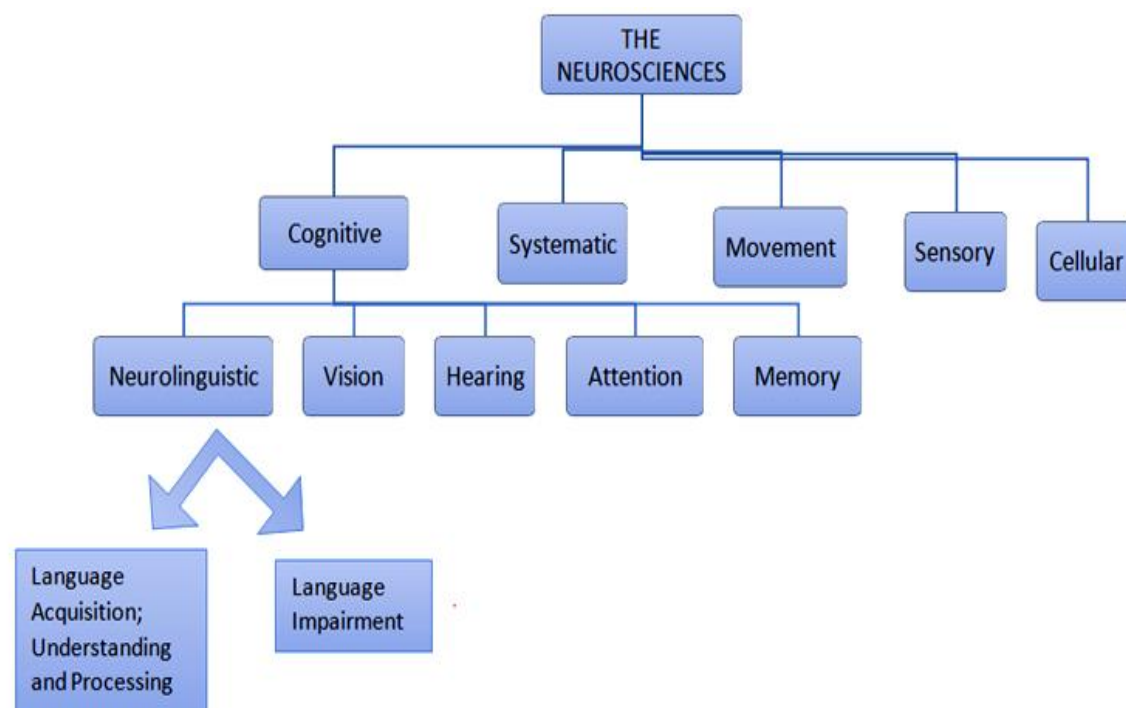 THE
NEUROSCIENCES
Cognitive
Systematic
Movement
Sensory
Cellular
Neurolinguistic
Vision
Hearing
Attention
Memory
Language
Acquisition;
Understanding
and Processing
Language
Impairment